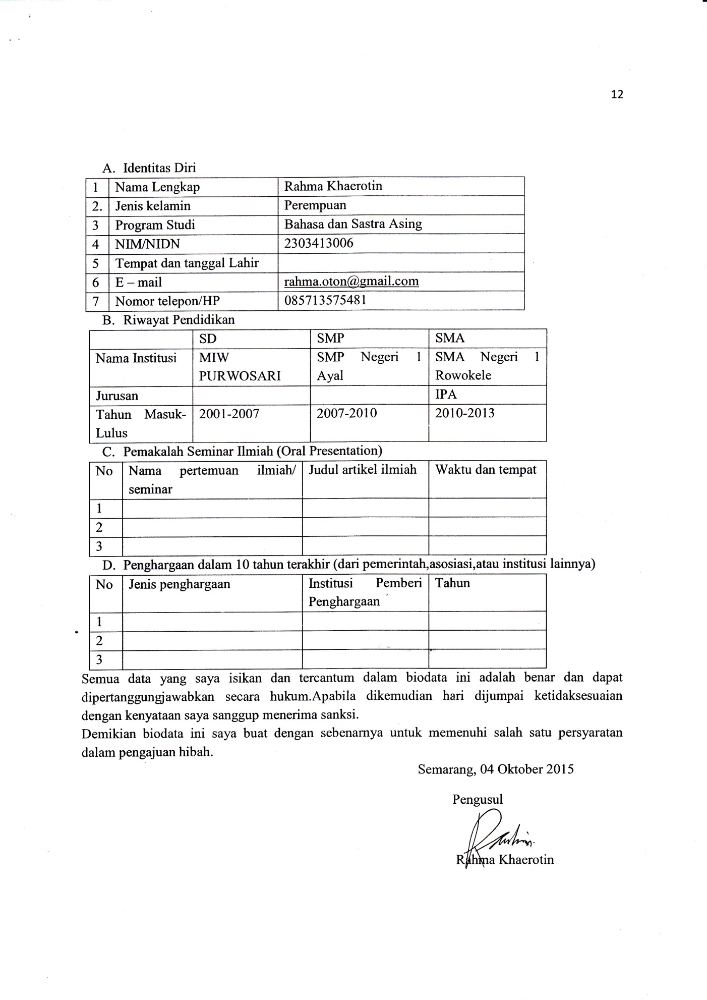 12
A. Identitas Diri
1 Nama Lengkap Rahma Khaerotin
2. Jenis kelamin Perempuan
3 Program Studi Bahasa dan Sastra Asing
4 NIM/NIDN 2303413006
5 Tempat dan tanggal Lahir
6 E – mail rahma.oton@gmail.com
7 Nomor telepon/HP 085713575481
B. Riwayat Pendidikan
SD SMP SMA
Nama Institusi MIW SMP Negeri 1 SMA Negeri 1
PURWOSARI Ayal Rowokele
Jurusan IPA
Tahun Masuk- 2001-2007 2007-2010 2010-2013
Lulus
C. Pemakalah Seminar Ilmiah (Oral Presentation)
No Nama pertemuan ilmiah/ Judul artikel ilmiah Waktu dan tempat
seminar
1
2
3
D. Penghargaan dalam 10 tahun terakhir (dari pemerintah,asosiasi,atau institusi lainnya)
No Jenis penghargaan Institusi Pemberi Tahun
Penghargaan
1
2
3
Semua data yang saya isikan dan tercantum dalam biodata ini adalah benar dan dapat
dipertanggungjawabkan secara hukum.Apabila dikemudian hari dijumpai ketidaksesuaian
dengan kenyataan saya sanggup menerima sanksi.
Demikian biodata ini saya buat dengan sebenarnya untuk memenuhi salah satu persyaratan
dalam pengajuan hibah.
Semarang, 04 Oktober 2015
Pengusul
Rahma Khaerotin